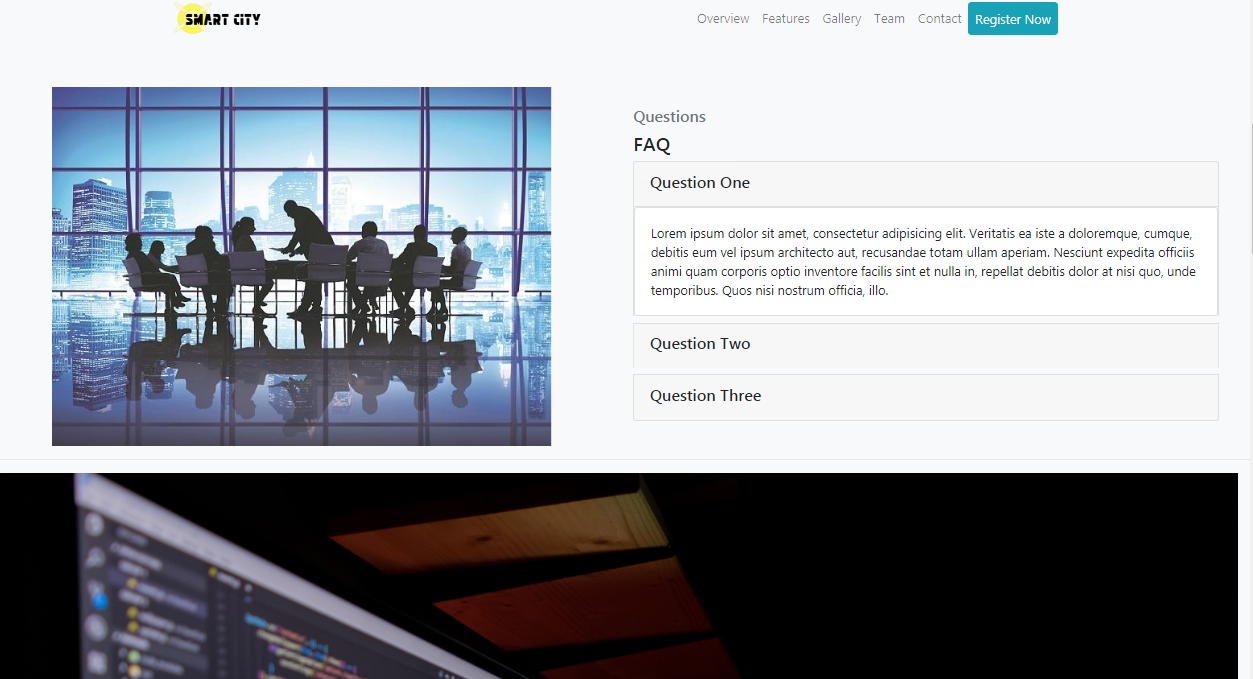 SMART CITY
Overview Features Gallery Team Contact Register Now
Questions
FAQ
Question One
Lorem ipsum dolor sit amet, consectetur adipisicing elit. Veritatis ea iste a doloremque, cumque,
debitis eum vel ipsum architecto aut, recusandae totam ullam aperiam. Nesciunt expedita officiis
animi quam corporis optio inventore facilis sint et nulla in, repellat debitis dolor at nisi quo, unde
temporibus. Quos nisi nostrum officia, illo.
Question Two
Question Three